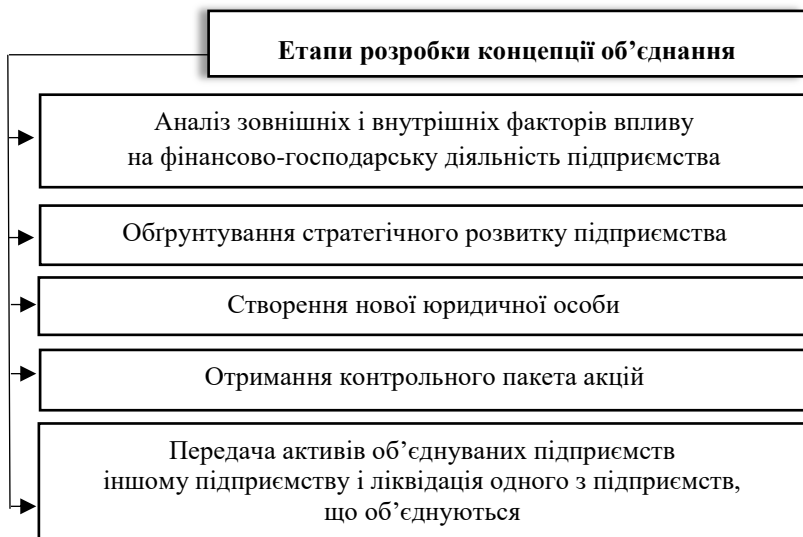 Етапи розробки концепції об’єднання
Аналіз зовнішніх і внутрішніх факторів впливу
на фінансово-господарську діяльність підприємства
Обґрунтування стратегічного розвитку підприємства
Створення нової юридичної особи
Отримання контрольного пакета акцій
Передача активів об’єднуваних підприємств
іншому підприємству і ліквідація одного з підприємств,
що об’єднуються